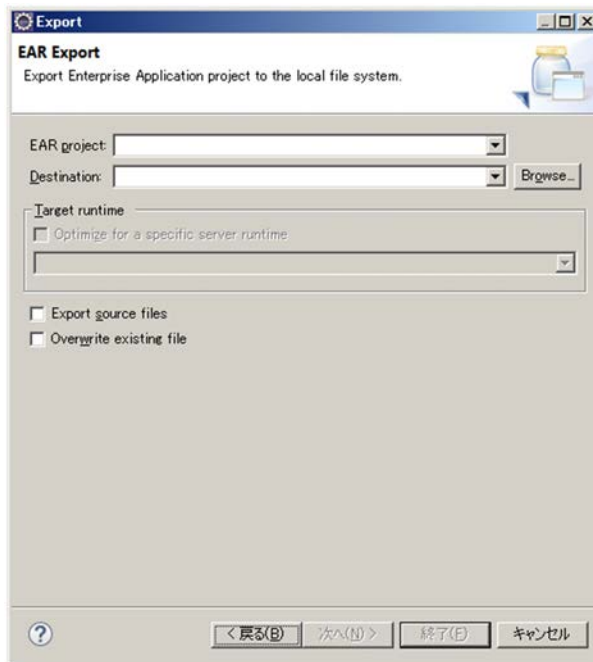 Export
EAR Export
Export Enterprise Application project to the local file system.
EAR project:
Destination:
Browse...
Target runtime
Optimize for a specific server runtime
Export source files
Overwrite existing file
?
< 戻る(B)
次へ(N) >
終了(F)
キャンセル